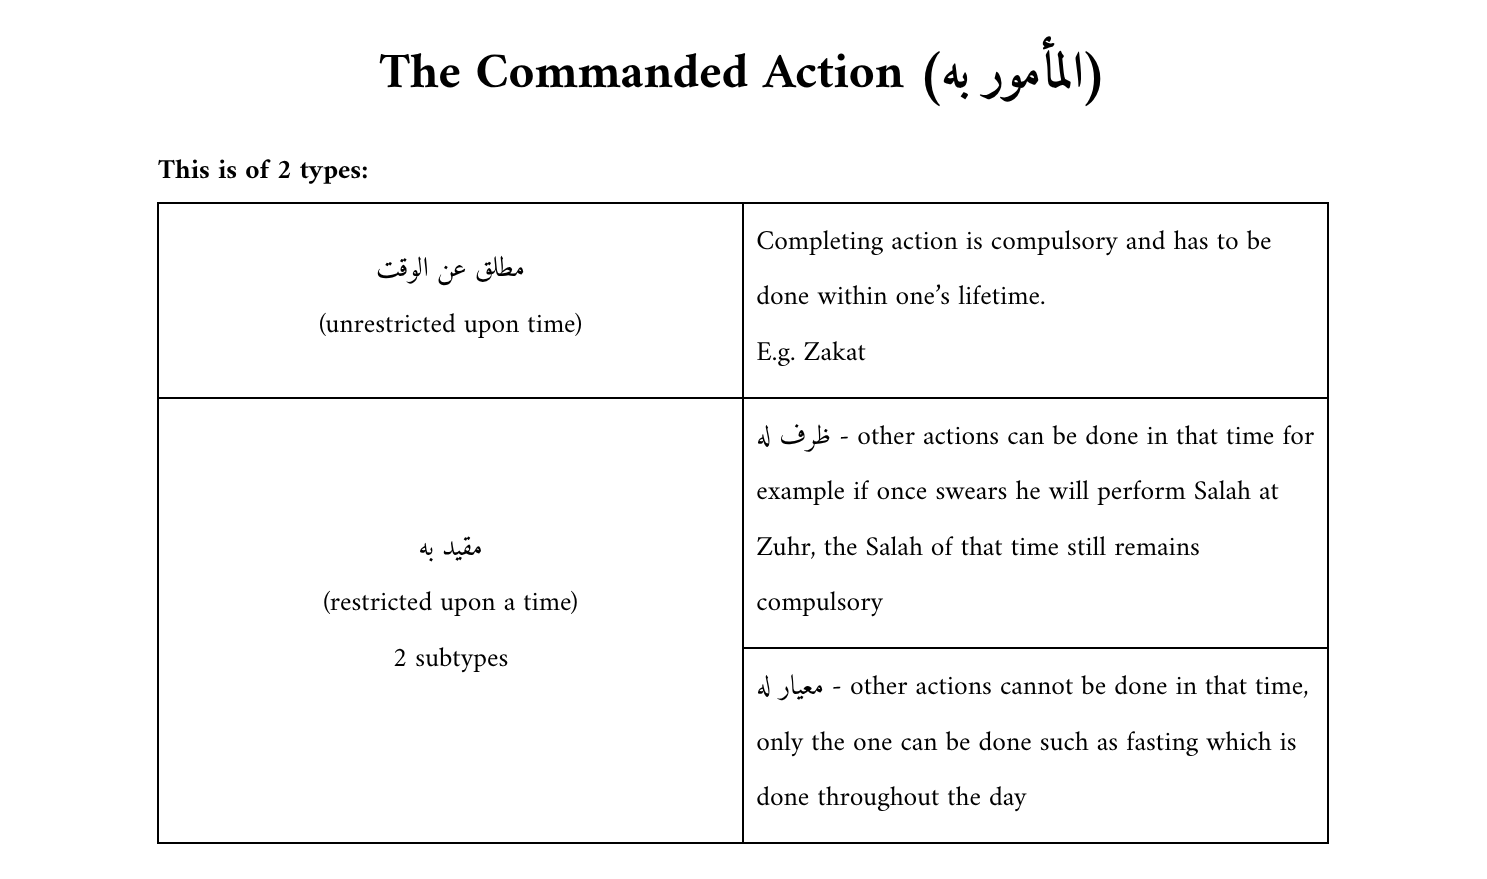 The Commanded Action (المأمور به)
This is of 2 types:
مطلق عن الوقت
(unrestricted upon time)
Completing action is compulsory and has to be
done within one’s lifetime.
E.g. Zakat
مقيد به
(restricted upon a time)
2 subtypes
ظرف له - other actions can be done in that time for
example if once swears he will perform Salah at
Zuhr, the Salah of that time still remains
compulsory
معيار له - other actions cannot be done in that time,
only the one can be done such as fasting which is
done throughout the day